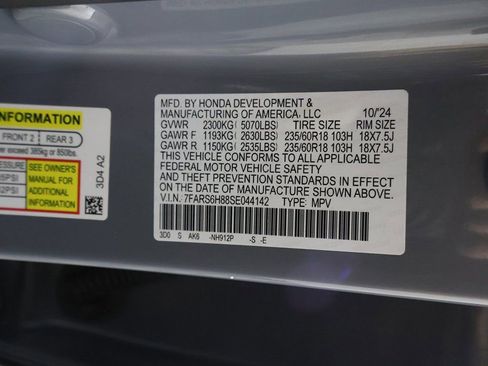 INFORMATION
FRONT 2 REAR 3
exceed 385kg or 850lbs.
SEE OWNER'S
MANUAL FOR
ADDITIONAL
INFORMATION
3D4 A2
MFD. BY HONDA DEVELOPMENT &
MANUFACTURING OF AMERICA, LLC 10/'24
GVWR 2300KG( 5070LBS) TIRE SIZE RIM SIZE
GAWR F 1193KG( 2630LBS) 235/60R18 103H 18X7.5J
GAWR R 1150KG( 2535LBS) 235/60R18 103H 18X7.5J
THIS VEHICLE CONFORMS TO ALL APPLICABLE
FEDERAL MOTOR VEHICLE SAFETY
AND THEFT PREVENTION STANDARDS IN EFFECT
ON THE DATE OF MANUFACTURE SHOWN ABOVE.
V.I.N. 7FARS6H88SE044142 TYPE: MPV
3D0 S AK6 -NH912P -S -E